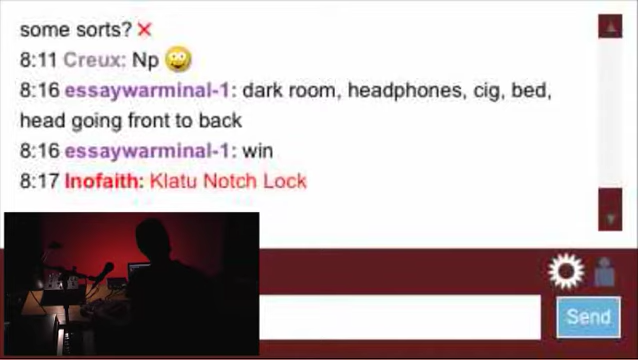 some sorts? ✕
8:11 Creux: Np
8:16 essaywarminal-1: dark room, headphones, cig, bed,
head going front to back
8:16 essaywarminal-1: win
8:17 Inofaith: Klatu Notch Lock
Send